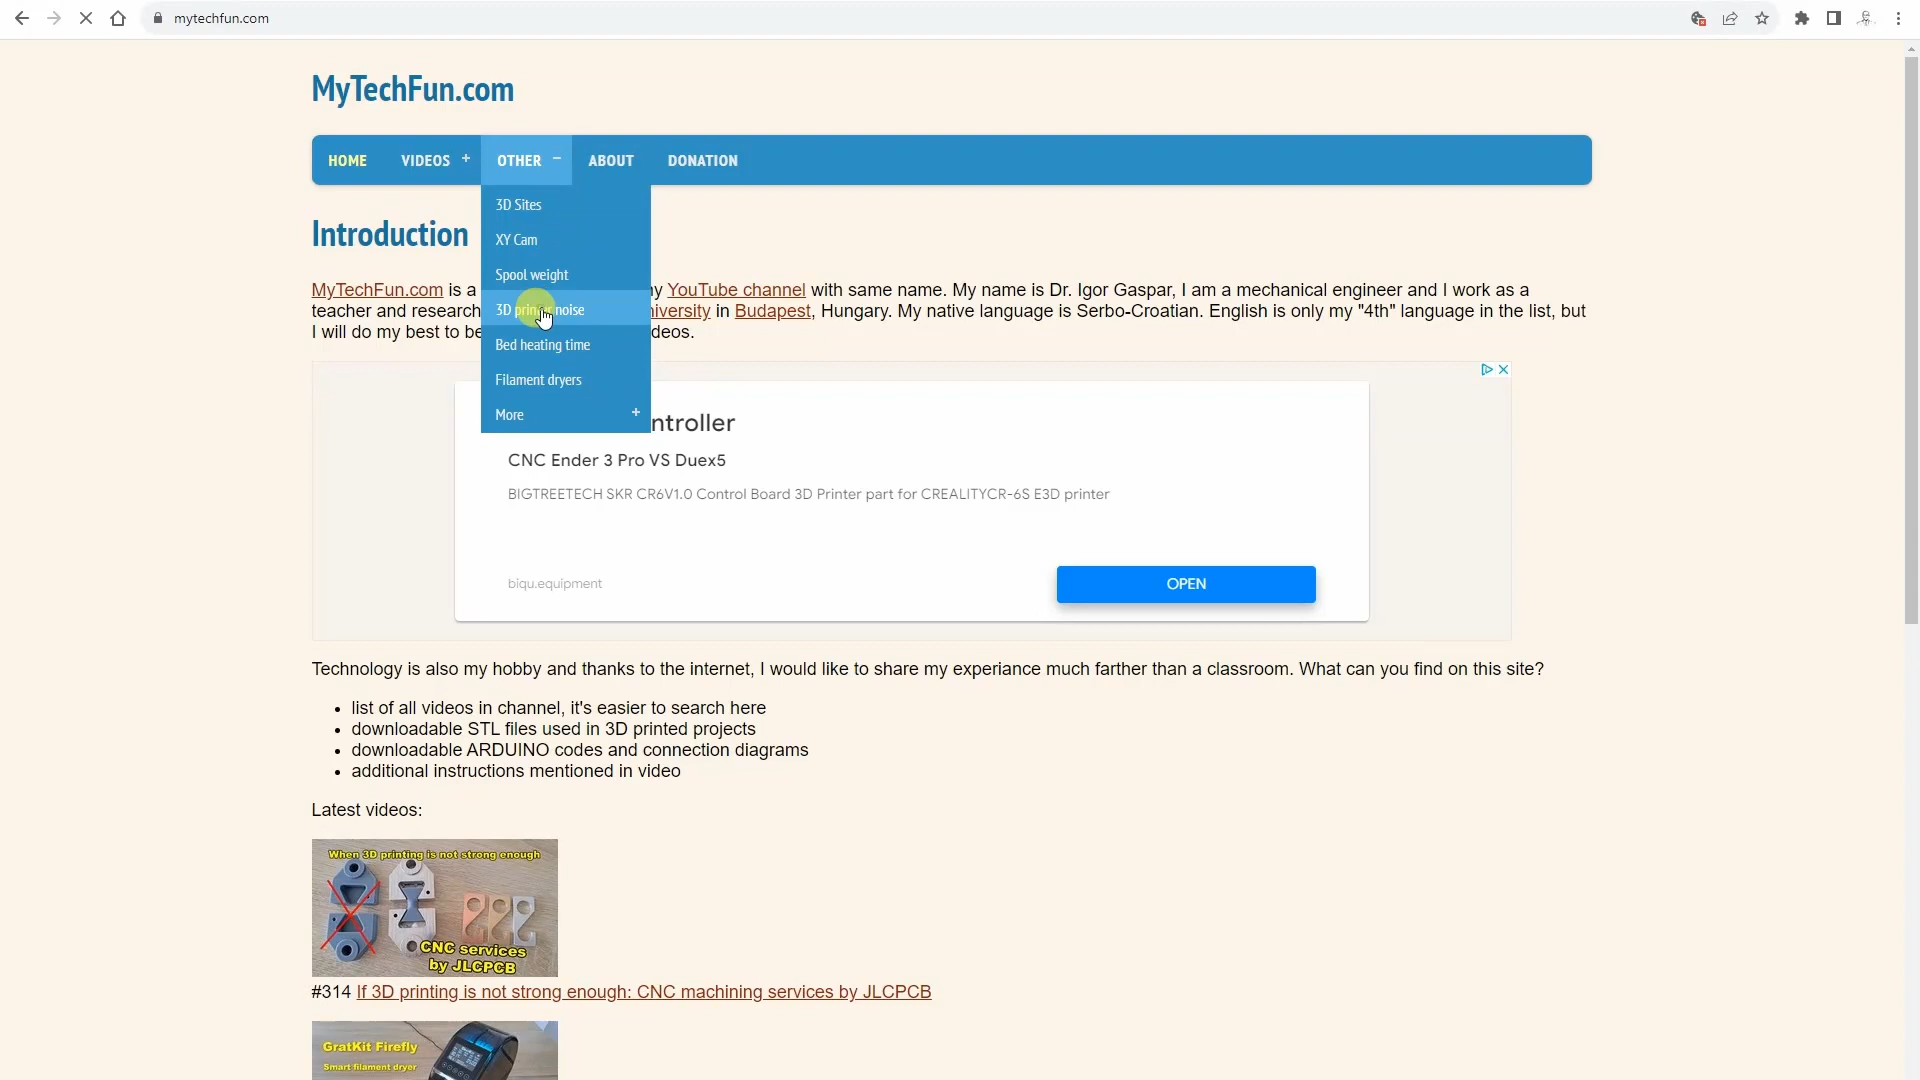 mytechfun.com
MyTechFun.com
HOME VIDEOS + OTHER − ABOUT DONATION
3D Sites
XY Cam
Spool weight
3D printer noise
Bed heating time
Filament dryers
More +
Introduction
MyTechFun.com is a y YouTube channel with same name. My name is Dr. Igor Gaspar, I am a mechanical engineer and I work as a
teacher and research iversity in Budapest, Hungary. My native language is Serbo-Croatian. English is only my "4th" language in the list, but
I will do my best to be deos.
ntroller
CNC Ender 3 Pro VS Duex5
BIGTREETECH SKR CR6V1.0 Control Board 3D Printer part for CREALITYCR-6S E3D printer
biqu.equipment
OPEN
Technology is also my hobby and thanks to the internet, I would like to share my experiance much farther than a classroom. What can you find on this site?
• list of all videos in channel, it's easier to search here
• downloadable STL files used in 3D printed projects
• downloadable ARDUINO codes and connection diagrams
• additional instructions mentioned in video
Latest videos:
When 3D printing is not strong enough
CNC services
by JLCPCB
#314 If 3D printing is not strong enough: CNC machining services by JLCPCB
GratKit Firefly
Smart filament dryer